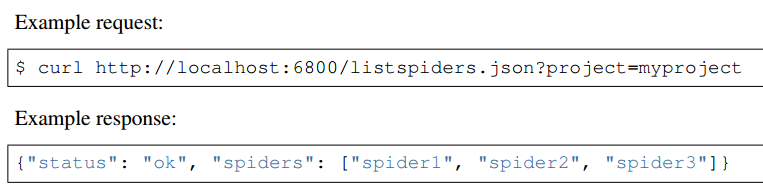 Example request:
$ curl http://localhost:6800/listspiders.json?project=myproject
Example response:
{"status": "ok", "spiders": ["spider1", "spider2", "spider3"]}